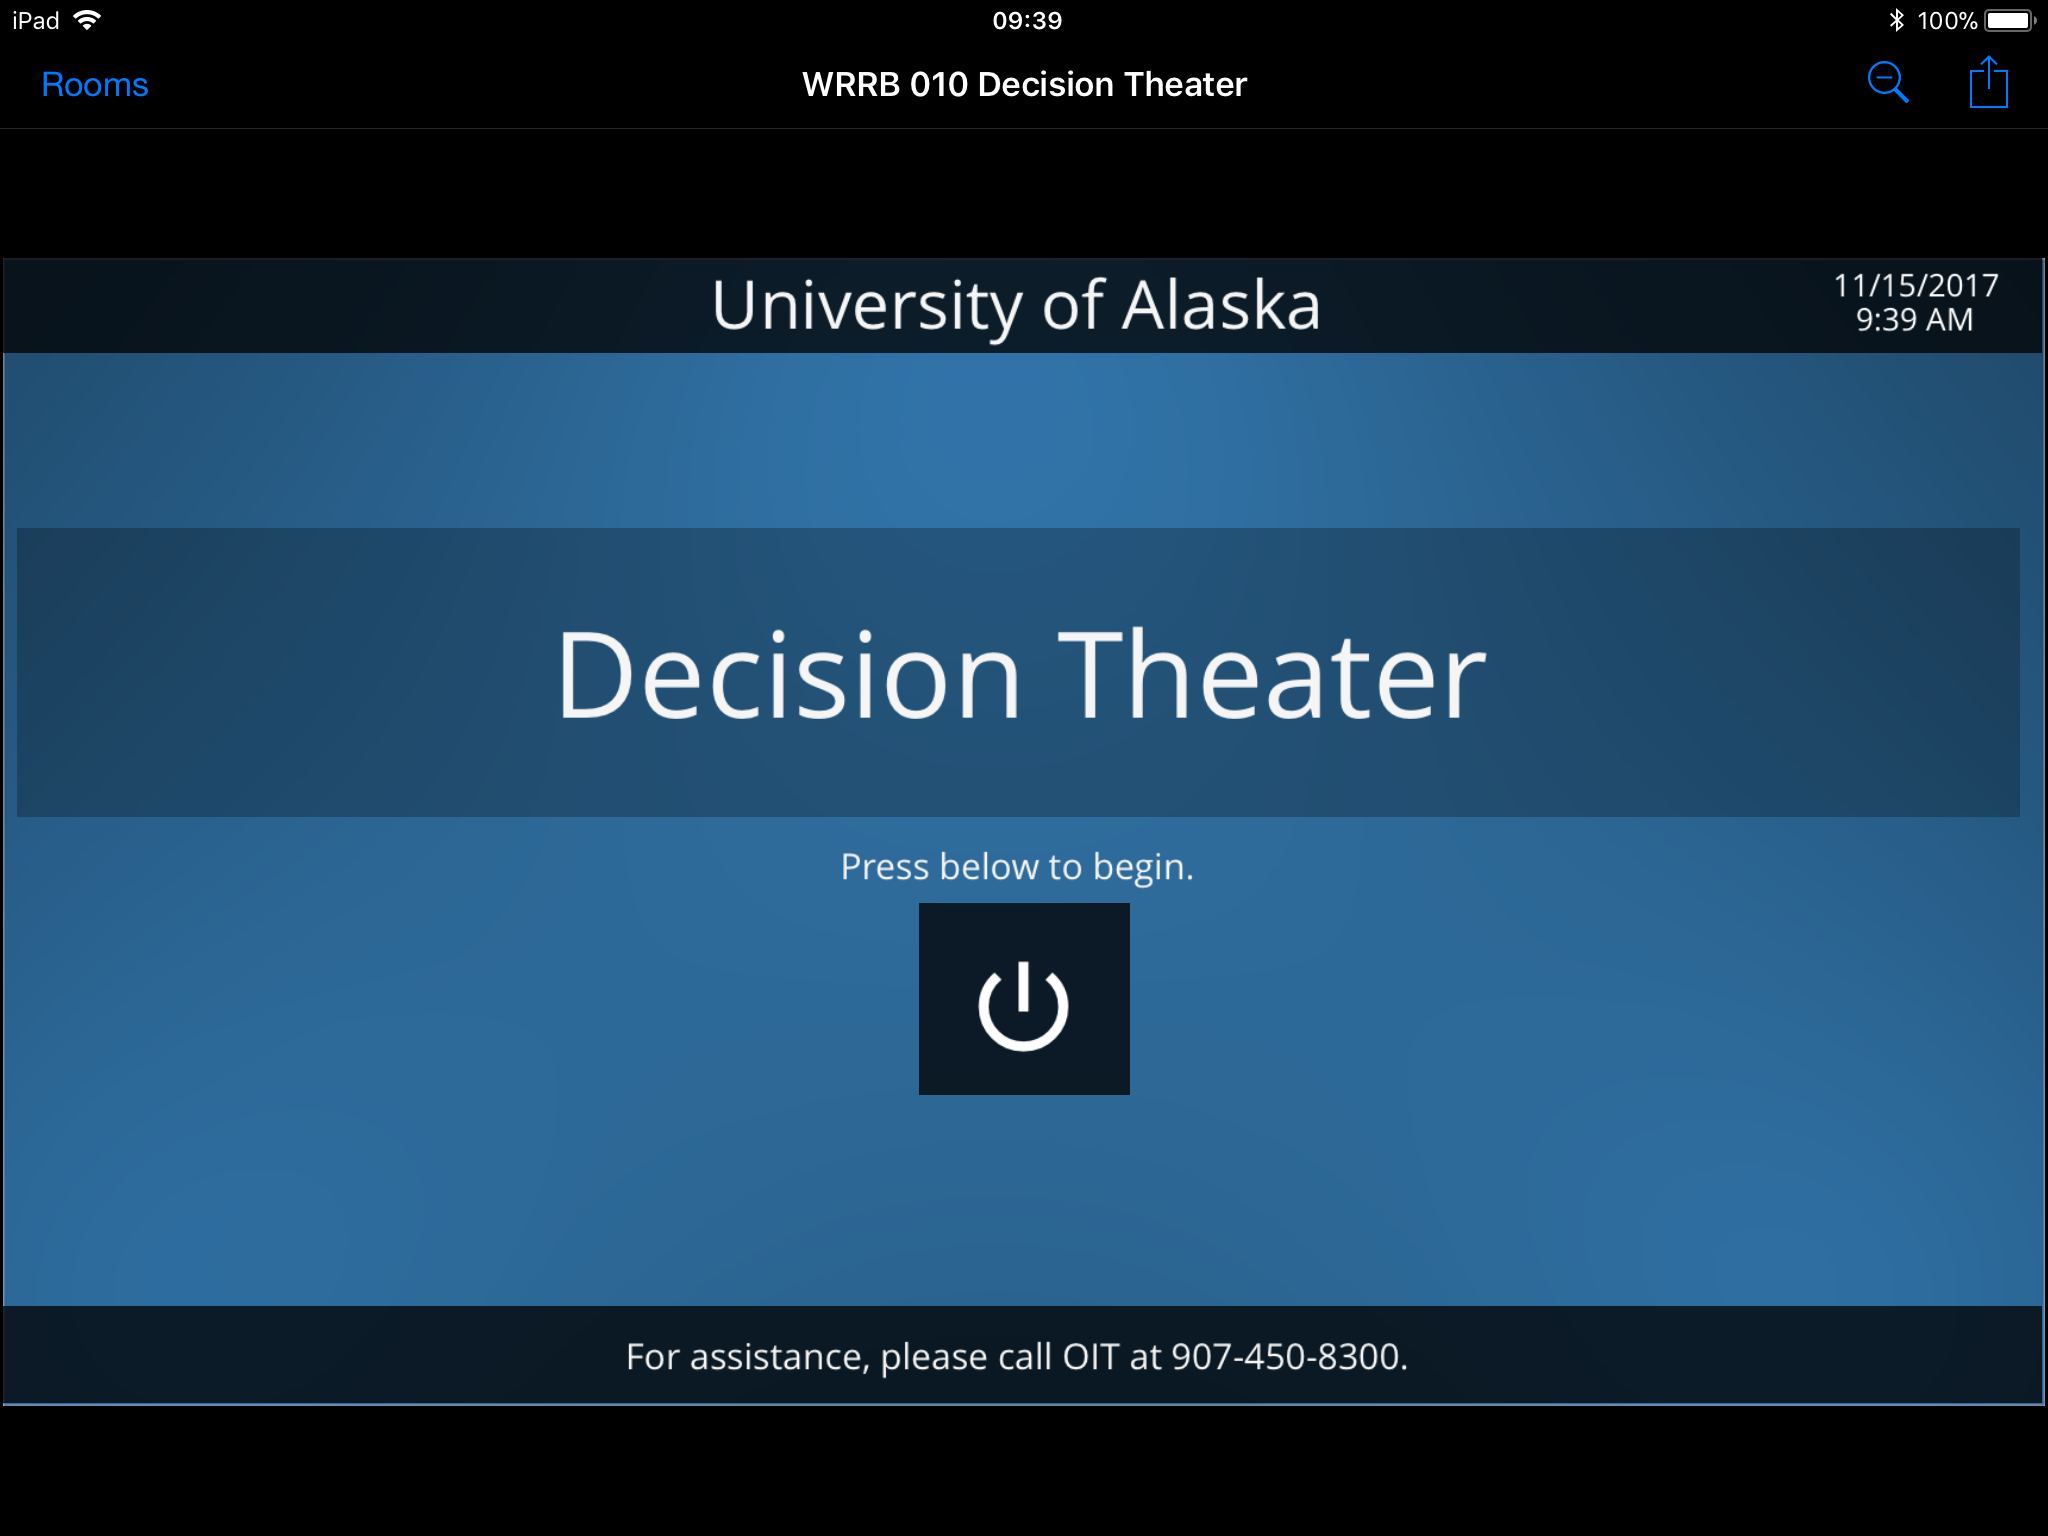 iPad
09:39
100%
Rooms
WRRB 010 Decision Theater
University of Alaska
11/15/2017
9:39 AM
Decision Theater
Press below to begin.
For assistance, please call OIT at 907-450-8300.